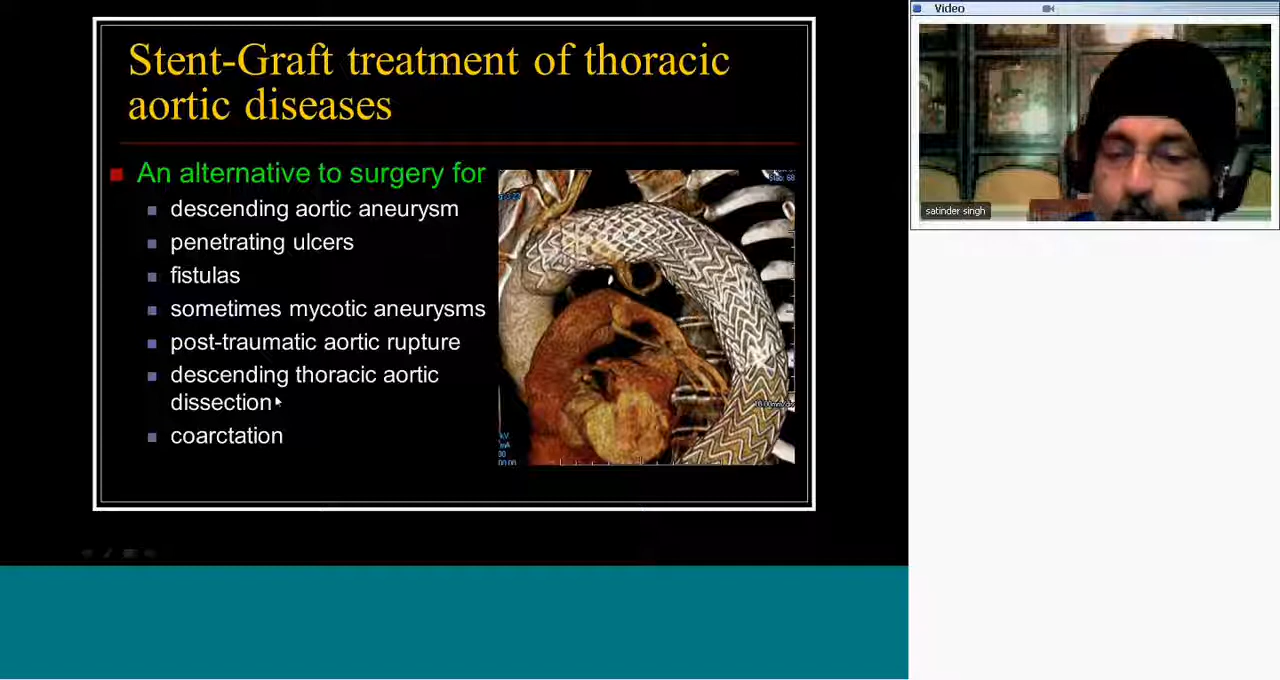 Stent-Graft treatment of thoracic
aortic diseases
An alternative to surgery for
descending aortic aneurysm
penetrating ulcers
fistulas
sometimes mycotic aneurysms
post-traumatic aortic rupture
descending thoracic aortic
dissection
coarctation
Video
satinder singh